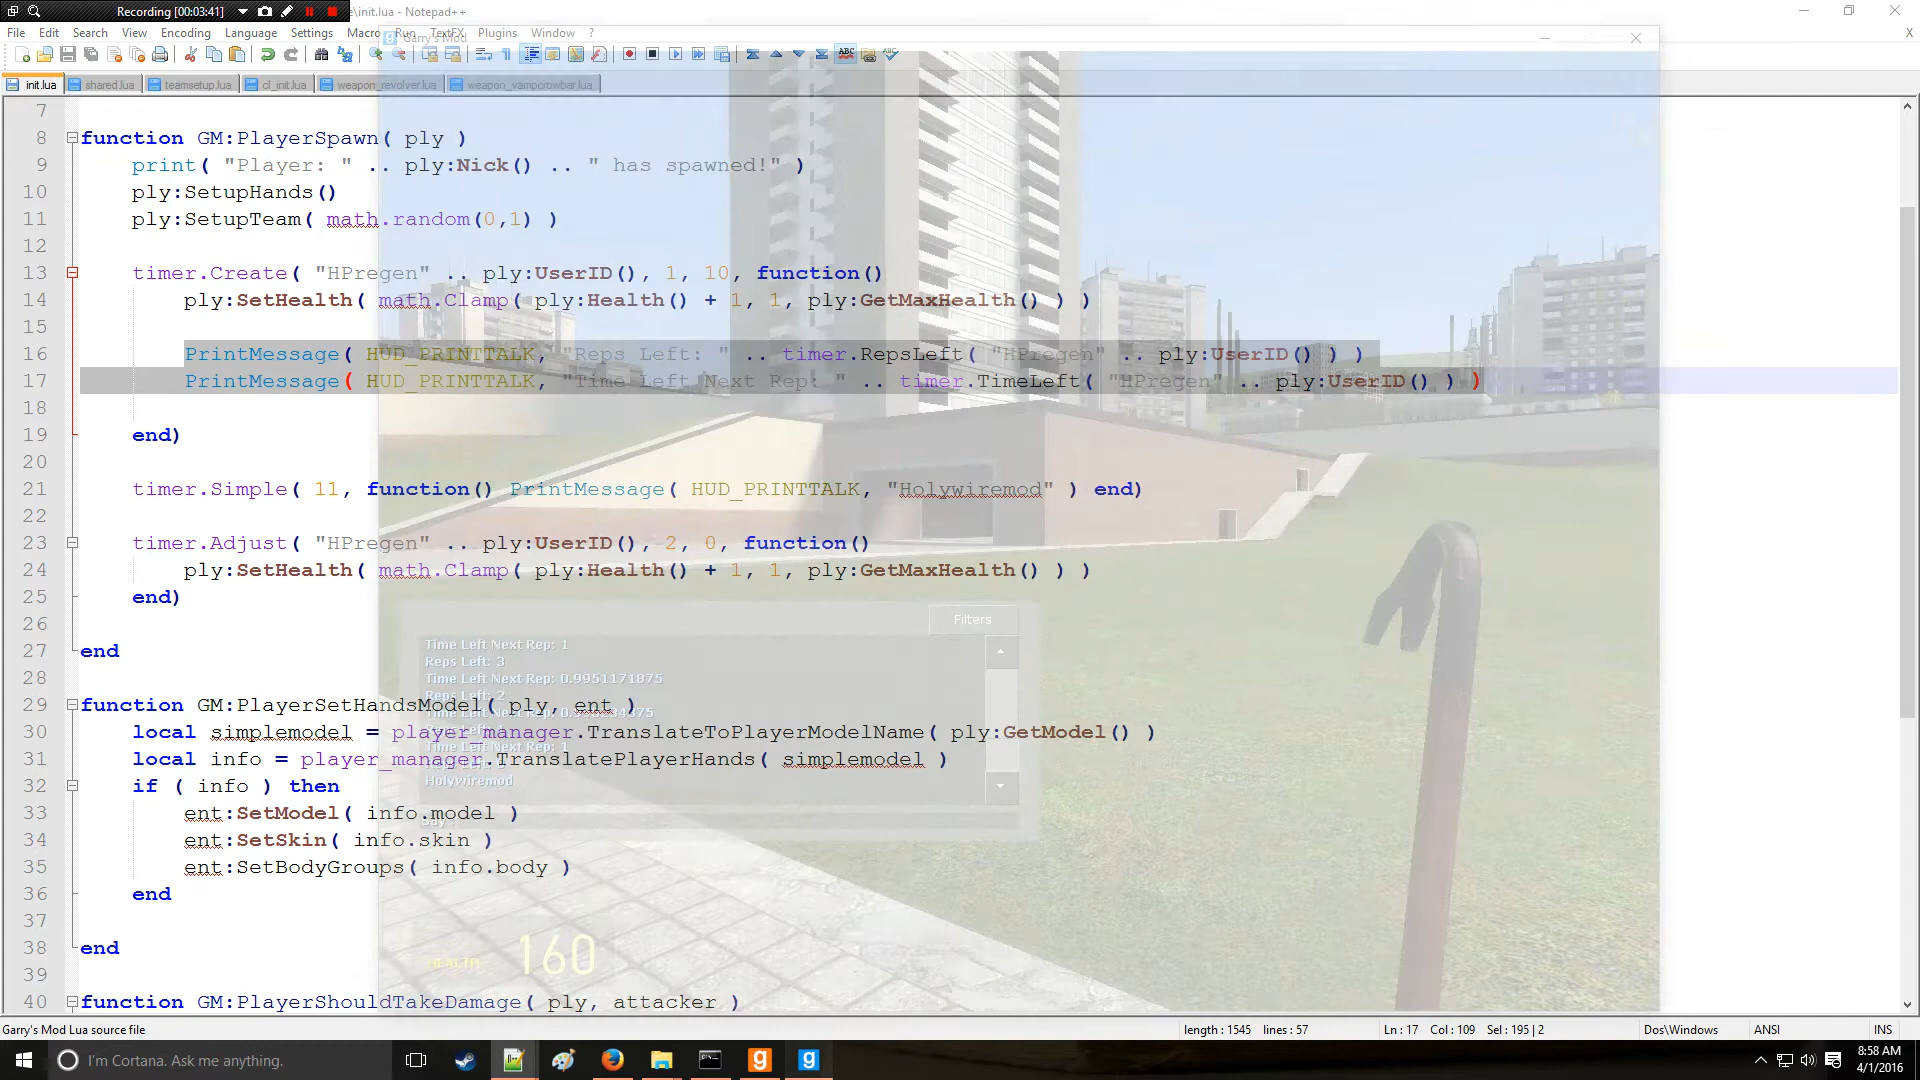 Recording [00:03:41]
e\init.lua - Notepad++
File Edit Search View Encoding Language Settings Macro Run TextFX Plugins Window ?
Garry's Mod
X
init.lua shared.lua teamsetup.lua cl_init.lua weapon_revolver.lua weapon_vampcrowbar.lua
7
8 function GM:PlayerSpawn( ply )
9 print( "Player: " .. ply:Nick() .. " has spawned!" )
10 ply:SetupHands()
11 ply:SetupTeam( math.random(0,1) )
12
13 timer.Create( "HPregen" .. ply:UserID(), 1, 10, function()
14 ply:SetHealth( math.Clamp( ply:Health() + 1, 1, ply:GetMaxHealth() ) )
15
16 PrintMessage( HUD_PRINTTALK, "Reps Left: " .. timer.RepsLeft( "HPregen" .. ply:UserID() ) )
17 PrintMessage( HUD_PRINTTALK, "Time Left Next Rep: " .. timer.TimeLeft( "HPregen" .. ply:UserID() ) )
18
19 end)
20
21 timer.Simple( 11, function() PrintMessage( HUD_PRINTTALK, "Holywiremod" ) end)
22
23 timer.Adjust( "HPregen" .. ply:UserID(), 2, 0, function()
24 ply:SetHealth( math.Clamp( ply:Health() + 1, 1, ply:GetMaxHealth() ) )
25 end)
26
27 end
28
29 function GM:PlayerSetHandsModel( ply, ent )
30 local simplemodel = player_manager.TranslateToPlayerModelName( ply:GetModel() )
31 local info = player_manager.TranslatePlayerHands( simplemodel )
32 if ( info ) then
33 ent:SetModel( info.model )
34 ent:SetSkin( info.skin )
35 ent:SetBodyGroups( info.body )
36 end
37
38 end
39
40 function GM:PlayerShouldTakeDamage( ply, attacker )
Filters
Time Left Next Rep: 1
Reps Left: 3
Time Left Next Rep: 0.9951171875
Reps Left: 2
Time Left Next Rep: 1
Holywiremod
HEALTH 160
Garry's Mod Lua source file length : 1545 lines : 57 Ln : 17 Col : 109 Sel : 195 | 2 Dos\Windows ANSI INS
I'm Cortana. Ask me anything.
8:58 AM
4/1/2016